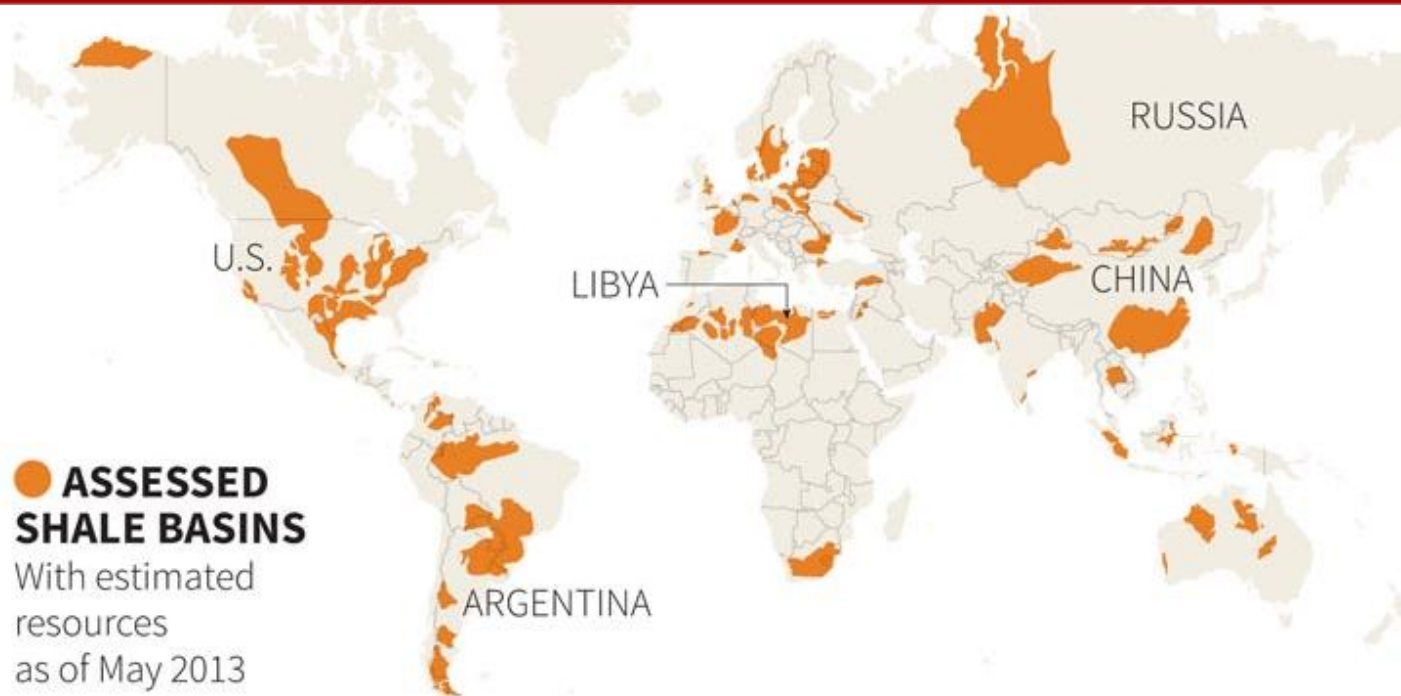 RUSSIA
U.S.
LIBYA
CHINA
ASSESSED
SHALE BASINS
With estimated
resources
as of May 2013
ARGENTINA